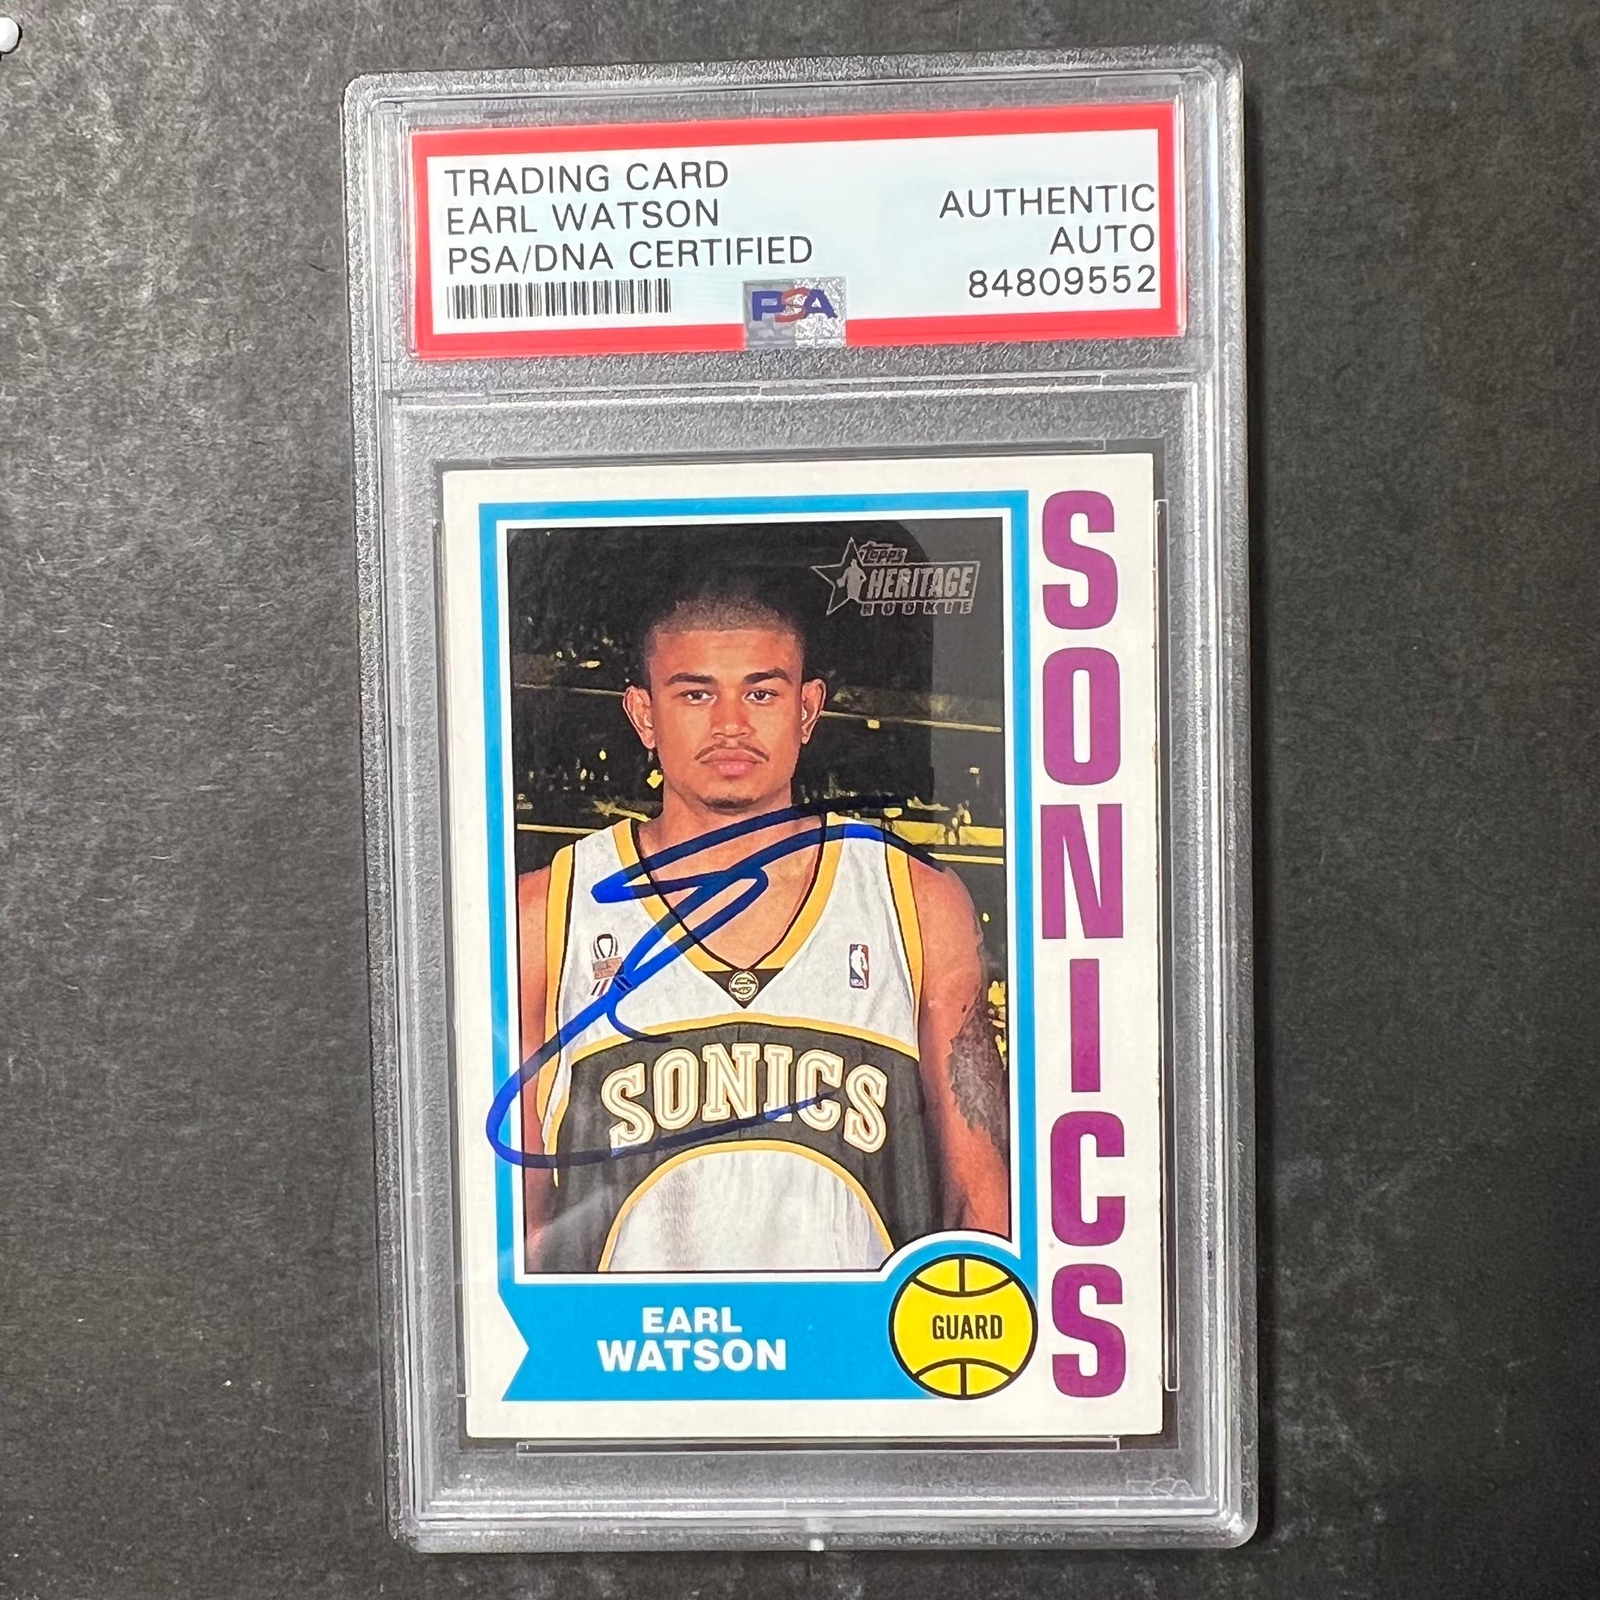 TRADING CARD
EARL WATSON
PSA/DNA CERTIFIED
AUTHENTIC
AUTO
84809552
PSA
Topps
HERITAGE
ROOKIE
SONICS
NBA
SONICS
EARL
WATSON
GUARD